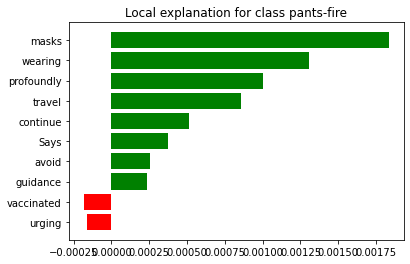 Local explanation for class pants-fire
masks
wearing
profoundly
travel
continue
Says
avoid
guidance
vaccinated
urging
−0.00025 0.00000 0.00025 0.00050 0.00075 0.00100 0.00125 0.00150 0.00175